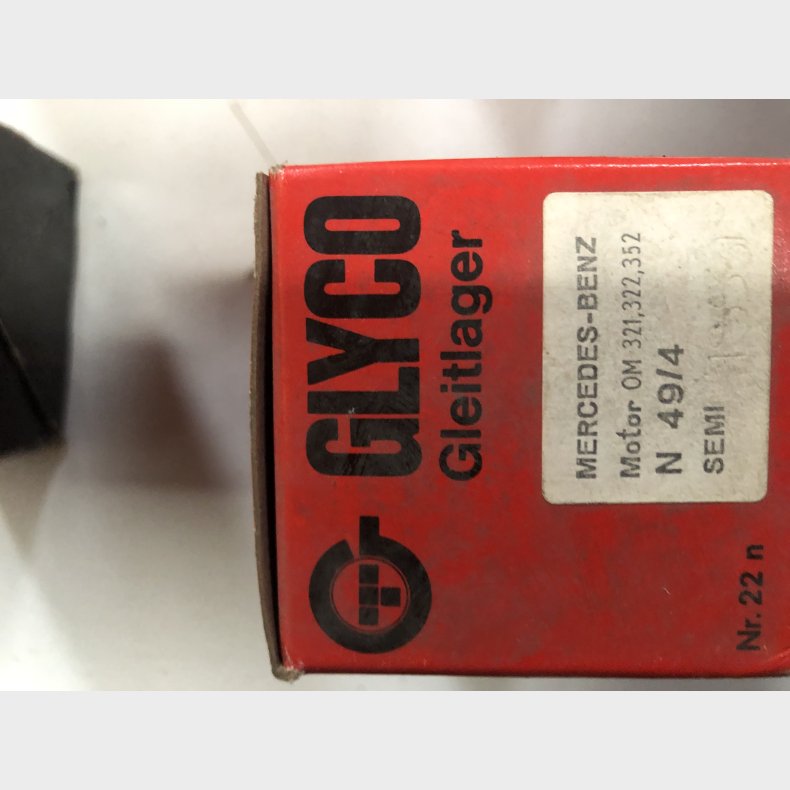 GLYCO
Gleitlager
MERCEDES-BENZ
Motor OM 321,322,352
N 49/4
SEMI
Nr. 22 n